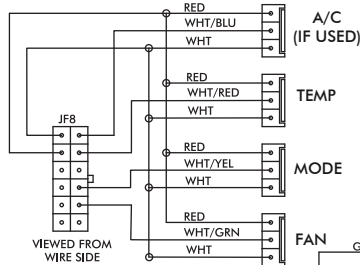 RED
WHT/BLU
WHT
A/C
(IF USED)
RED
WHT/RED
WHT
TEMP
JF8
RED
WHT/YEL
WHT
MODE
RED
WHT/GRN
WHT
FAN
VIEWED FROM
WIRE SIDE
G